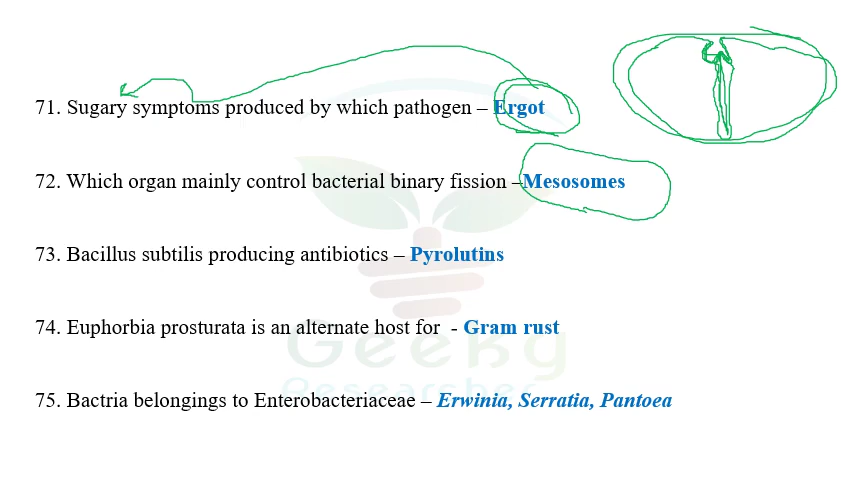 71. Sugary symptoms produced by which pathogen – Ergot
72. Which organ mainly control bacterial binary fission –Mesosomes
73. Bacillus subtilis producing antibiotics – Pyrolutins
74. Euphorbia prosturata is an alternate host for - Gram rust
GeeKg
Researcher
75. Bactria belongings to Enterobacteriaceae – Erwinia, Serratia, Pantoea